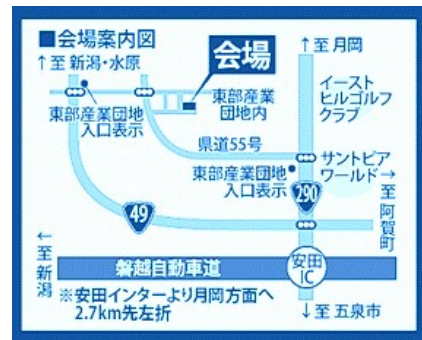 ■会場案内図
会場
↑至 月岡
↑至 新潟・水原
イースト
ヒルゴルフ
クラブ
東部産業団地
入口表示
東部産業
団地内
県道55号
サントピア
ワールド
東部産業団地
入口表示
290
→至阿賀町
49
←至新潟
磐越自動車道
安田
IC
※安田インターより月岡方面へ
2.7km先左折
↓至 五泉市